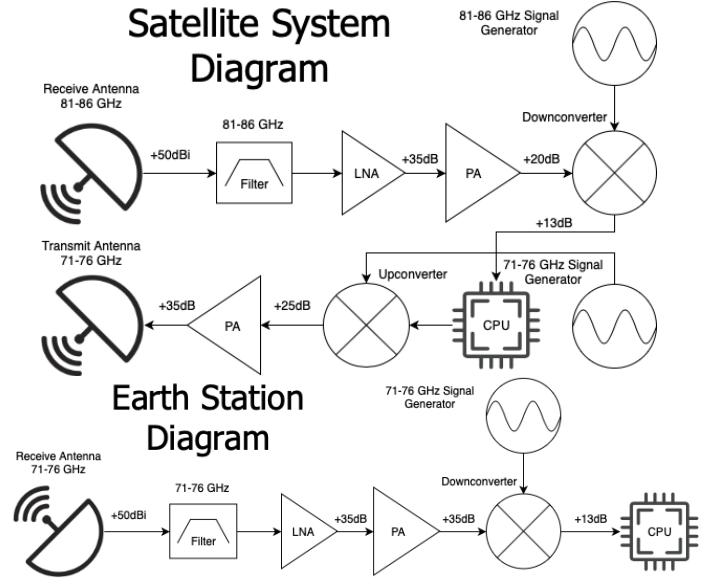 Satellite System
Diagram
81-86 GHz Signal
Generator
Receive Antenna
81-86 GHz
Downconverter
81-86 GHz
+50dBi
Filter
LNA
+35dB
PA
+20dB
+13dB
Transmit Antenna
71-76 GHz
71-76 GHz Signal
Generator
Upconverter
+35dB
PA
+25dB
CPU
Earth Station
Diagram
71-76 GHz Signal
Generator
Receive Antenna
71-76 GHz
Downconverter
71-76 GHz
+50dBi
Filter
LNA
+35dB
PA
+35dB
+13dB
CPU